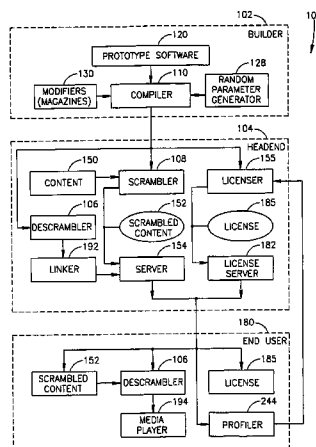 102
BUILDER
10
120
PROTOTYPE SOFTWARE
130
110
128
MODIFIERS
(MAGAZINES)
COMPILER
RANDOM
PARAMETER
GENERATOR
104
HEADEND
150
108
155
CONTENT
SCRAMBLER
LICENSER
106
152
185
DESCRAMBLER
SCRAMBLED
CONTENT
LICENSE
192
154
182
LINKER
SERVER
LICENSE
SERVER
180
END USER
152
106
185
SCRAMBLED
CONTENT
DESCRAMBLER
LICENSE
194
244
MEDIA
PLAYER
PROFILER